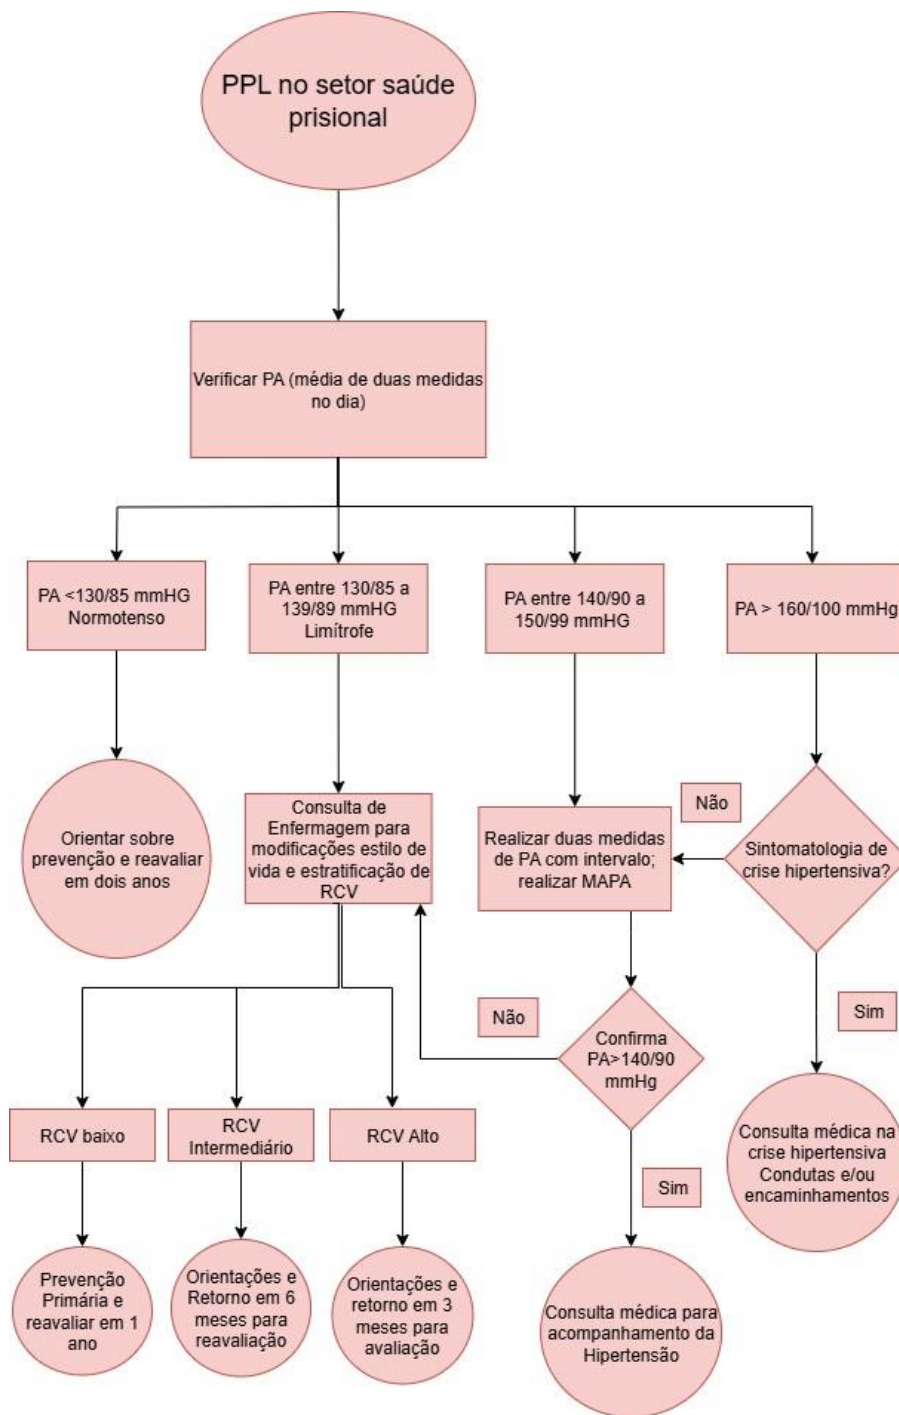 PPL no setor saúde
prisional
Verificar PA (média de duas medidas
no dia)
PA <130/85 mmHG
Normotenso
PA entre 130/85 a
139/89 mmHG
Limítrofe
PA entre 140/90 a
150/99 mmHG
PA > 160/100 mmHg
Orientar sobre
prevenção e reavaliar
em dois anos
Consulta de
Enfermagem para
modificações estilo de
vida e estratificação de
RCV
Realizar duas medidas
de PA com intervalo;
realizar MAPA
Não
Sintomatologia de
crise hipertensiva?
Não
Confirma
PA>140/90
mmHg
Sim
RCV baixo
RCV
Intermediário
RCV Alto
Sim
Consulta médica na
crise hipertensiva
Condutas e/ou
encaminhamentos
Prevenção
Primária e
reavaliar em 1
ano
Orientações e
Retorno em 6
meses para
reavaliação
Orientações e
retorno em 3
meses para
avaliação
Consulta médica para
acompanhamento da
Hipertensão